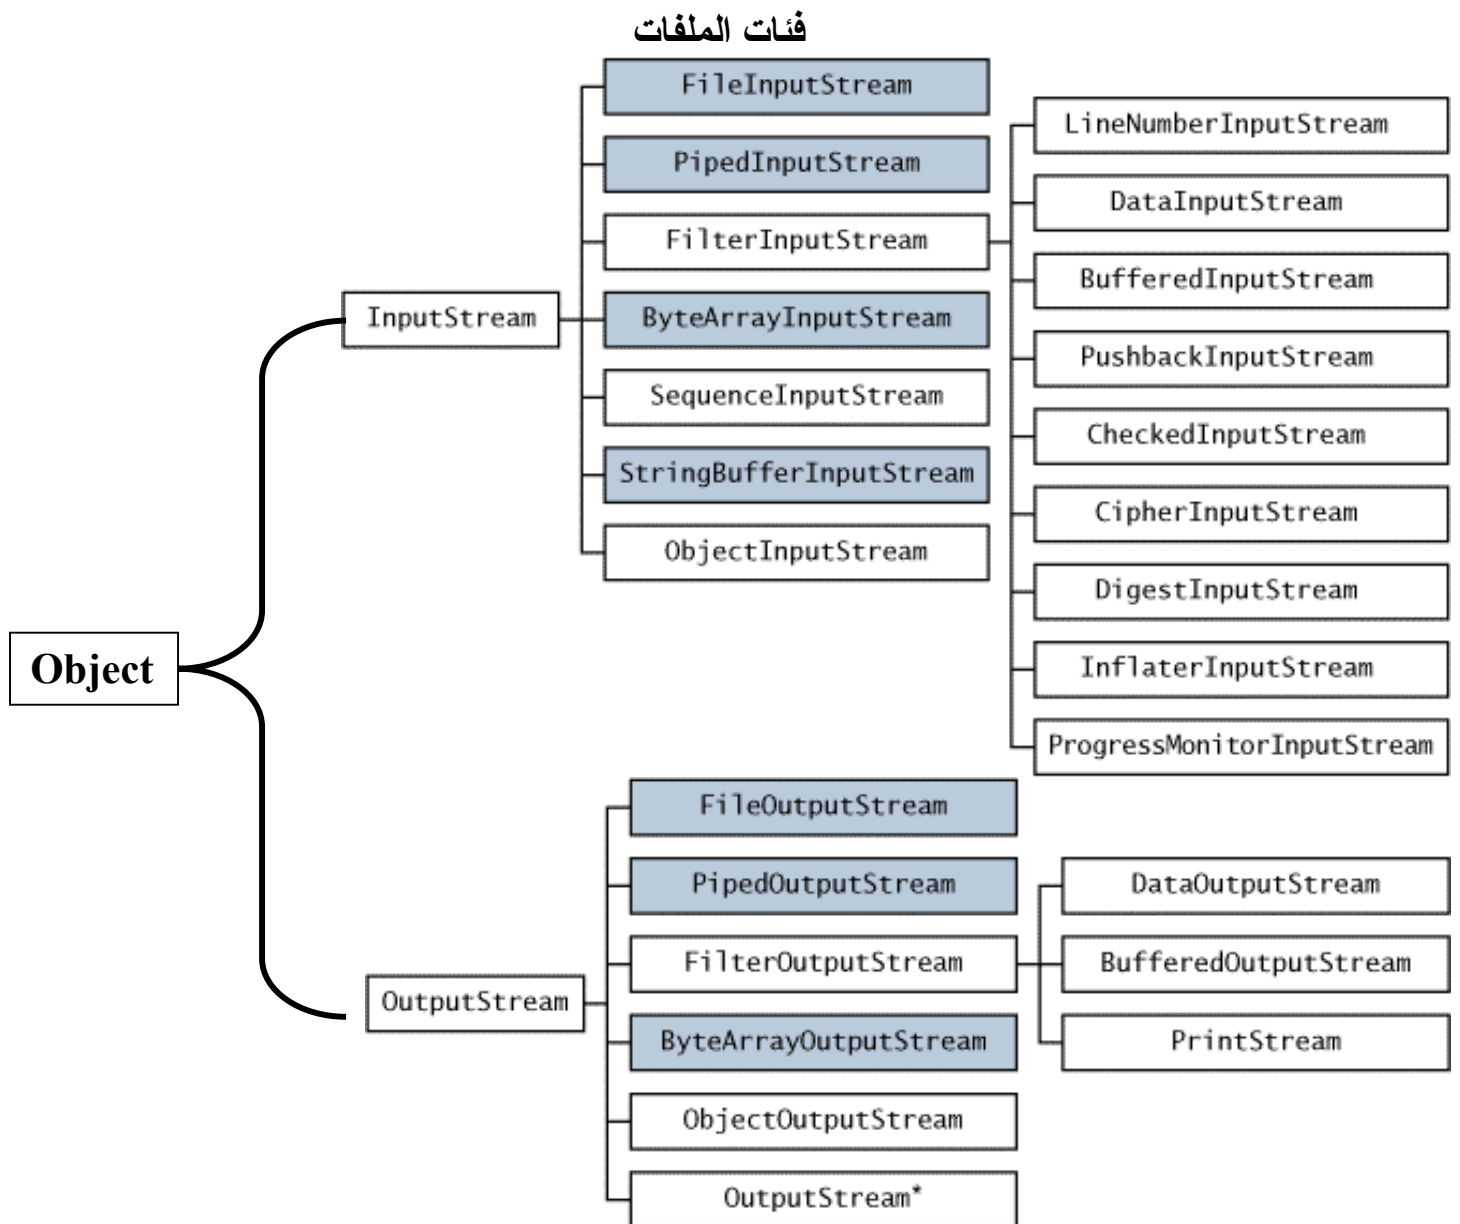 فئات الملفات
FileInputStream
PipedInputStream
FilterInputStream
InputStream
ByteArrayInputStream
SequenceInputStream
StringBufferInputStream
ObjectInputStream
LineNumberInputStream
DataInputStream
BufferedInputStream
PushbackInputStream
CheckedInputStream
CipherInputStream
DigestInputStream
InflaterInputStream
ProgressMonitorInputStream
Object
FileOutputStream
PipedOutputStream
FilterOutputStream
OutputStream
ByteArrayOutputStream
ObjectOutputStream
OutputStream*
DataOutputStream
BufferedOutputStream
PrintStream